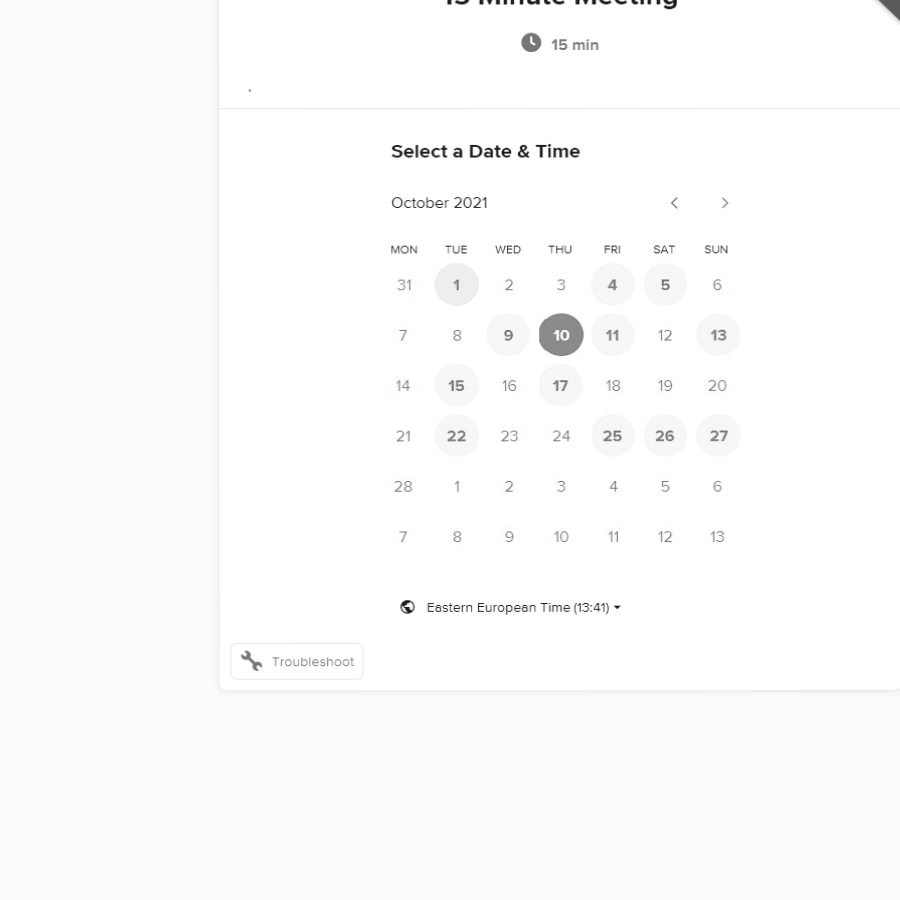 15 Minute Meeting
15 min
.
Select a Date & Time
October 2021
MON TUE WED THU FRI SAT SUN
31 1 2 3 4 5 6
7 8 9 10 11 12 13
14 15 16 17 18 19 20
21 22 23 24 25 26 27
28 1 2 3 4 5 6
7 8 9 10 11 12 13
Eastern European Time (13:41)
Troubleshoot